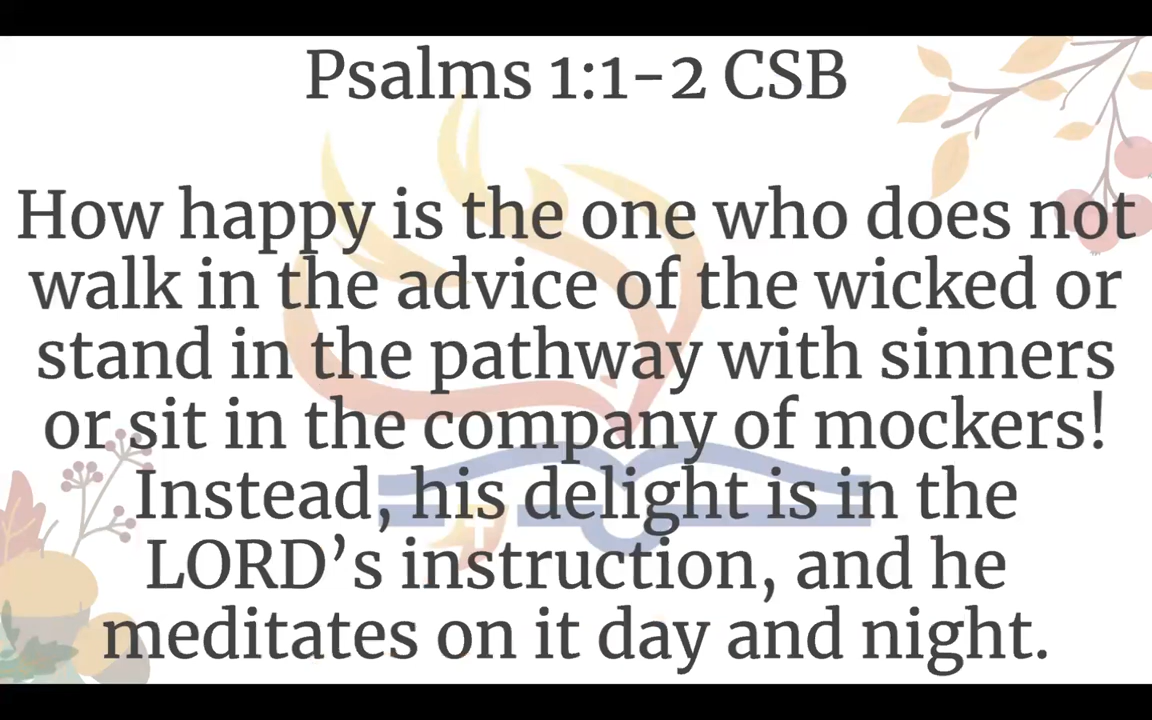 Psalms 1:1-2 CSB
How happy is the one who does not
walk in the advice of the wicked or
stand in the pathway with sinners
or sit in the company of mockers!
Instead, his delight is in the
LORD’s instruction, and he
meditates on it day and night.